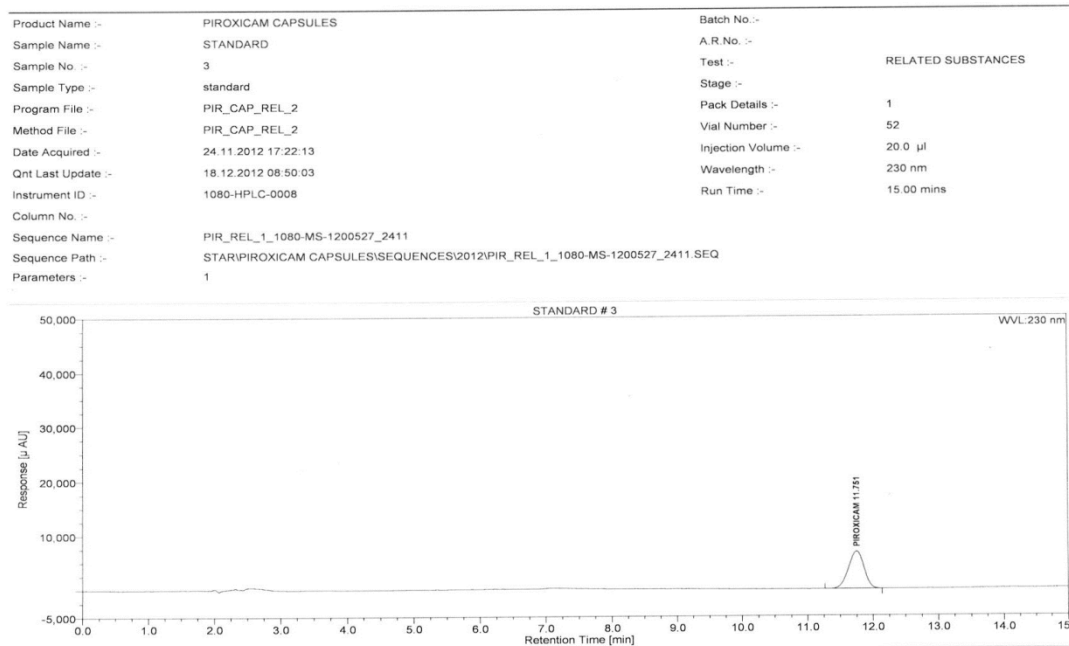 Product Name :- PIROXICAM CAPSULES Batch No.:-
Sample Name :- STANDARD A.R.No. :-
Sample No. :- 3 Test :- RELATED SUBSTANCES
Sample Type :- standard Stage :-
Program File :- PIR_CAP_REL_2 Pack Details :- 1
Method File :- PIR_CAP_REL_2 Vial Number :- 52
Date Acquired :- 24.11.2012 17:22:13 Injection Volume :- 20.0 µl
Qnt Last Update :- 18.12.2012 08:50:03 Wavelength :- 230 nm
Instrument ID :- 1080-HPLC-0008 Run Time :- 15.00 mins
Column No. :-
Sequence Name :- PIR_REL_1_1080-MS-1200527_2411
Sequence Path :- STAR\PIROXICAM CAPSULES\SEQUENCES\2012\PIR_REL_1_1080-MS-1200527_2411.SEQ
Parameters :- 1
STANDARD # 3
WVL:230 nm
50,000
40,000
30,000
20,000
10,000
-5,000
Response [µ AU]
PIROXICAM 11.751
0.0 1.0 2.0 3.0 4.0 5.0 6.0 7.0 8.0 9.0 10.0 11.0 12.0 13.0 14.0 15
Retention Time [min]